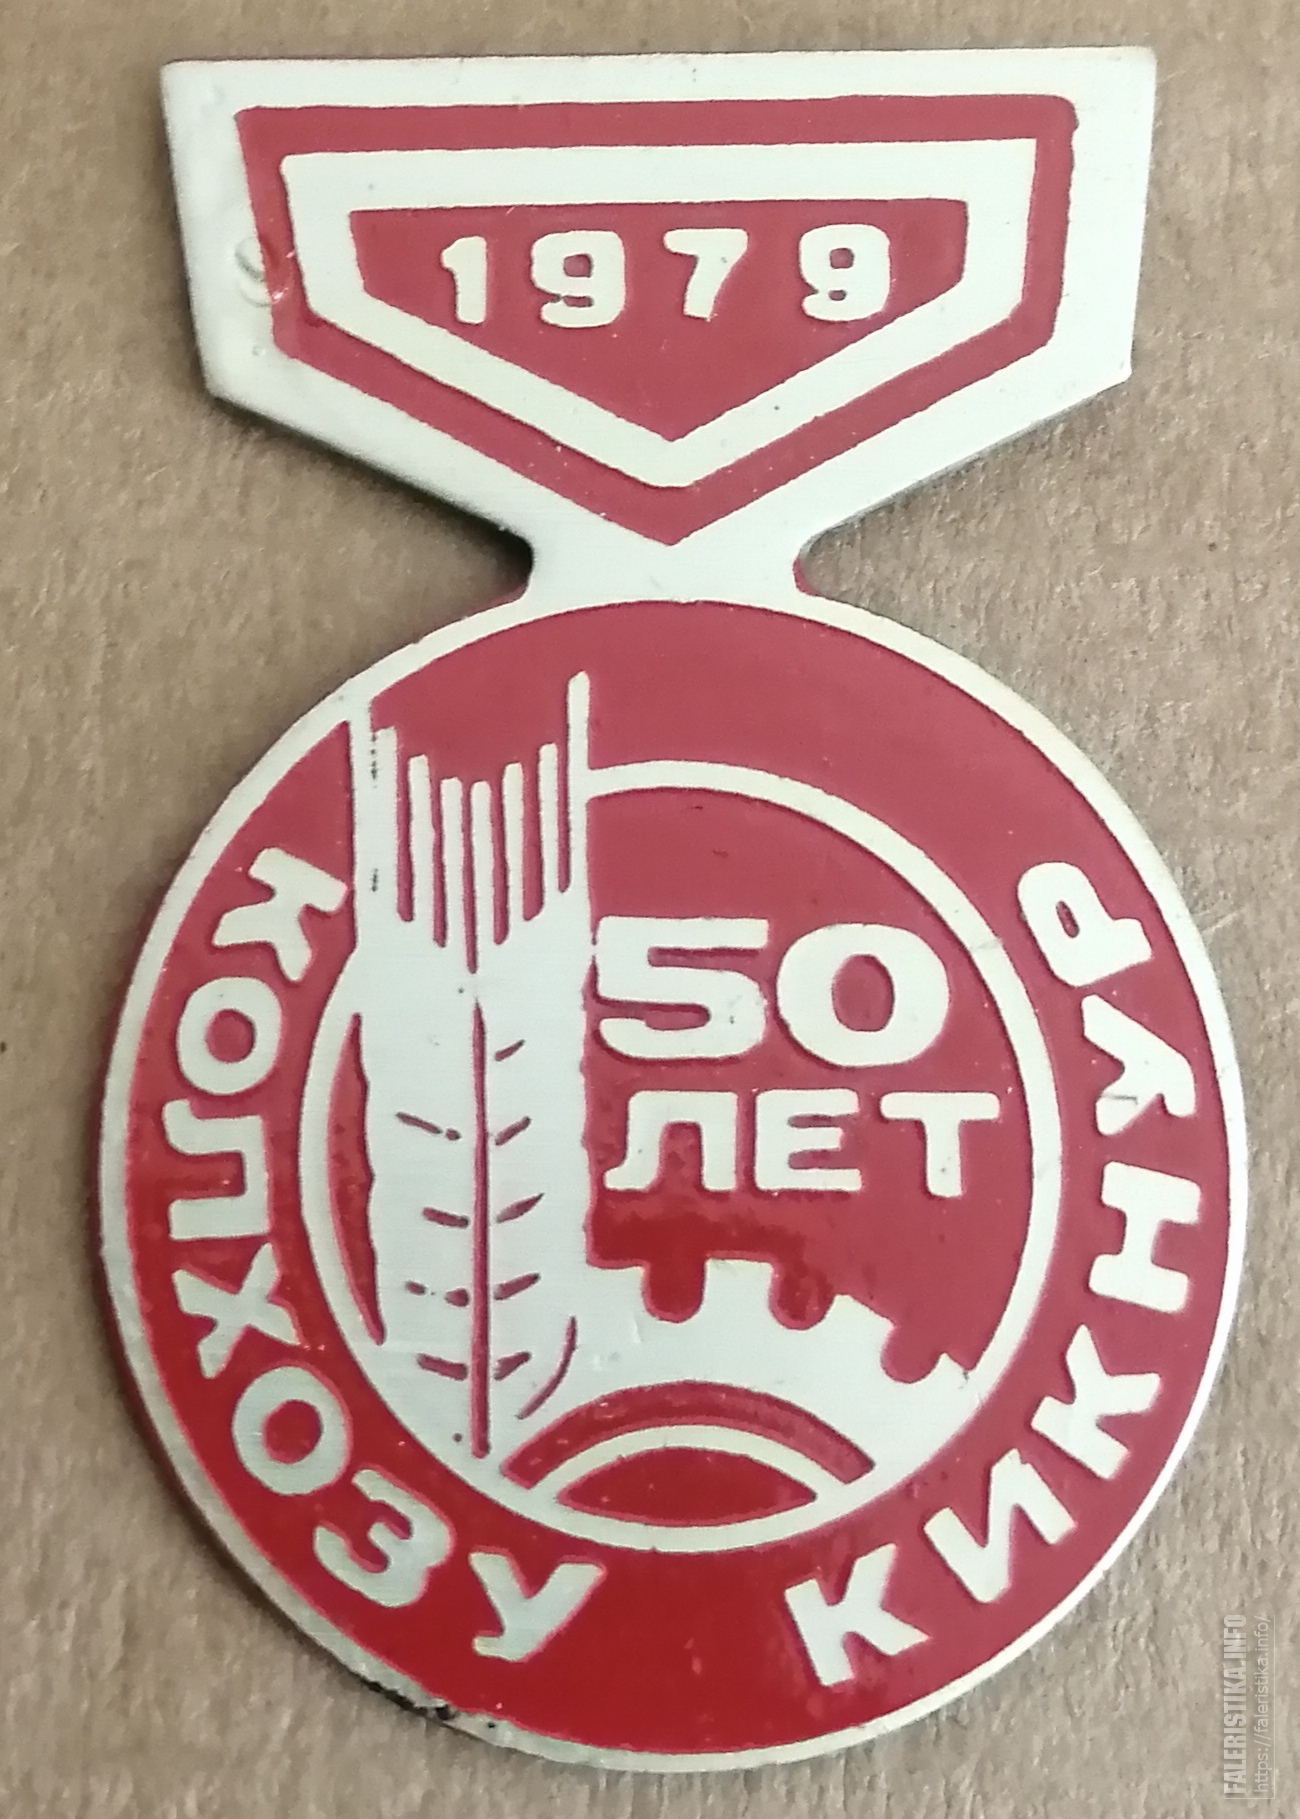 1979
50
ЛЕТ
КОЛХОЗУ КИКНУР
FALERISTIKA.INFO
https://faleristika.info/